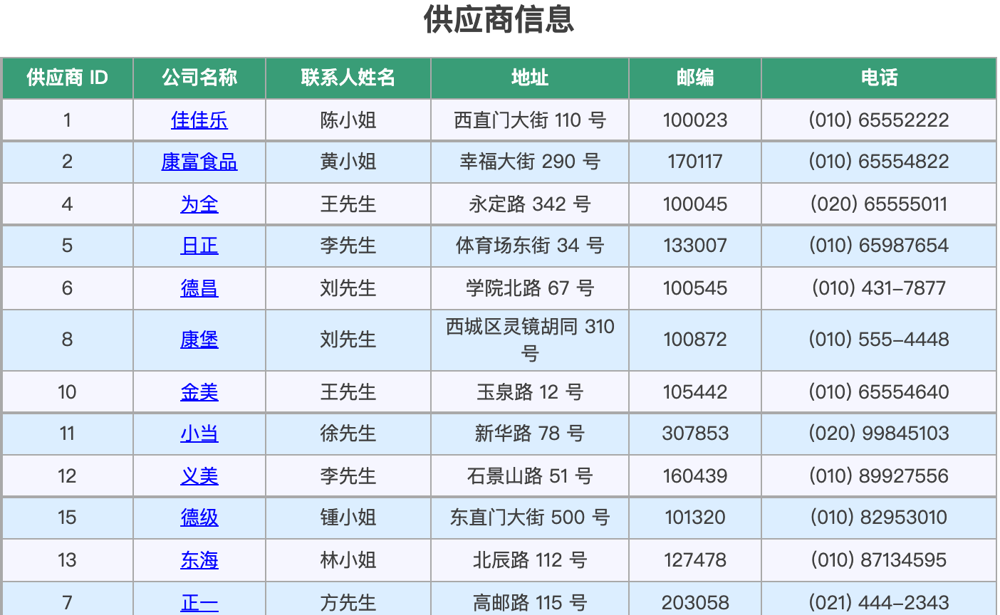 供应商信息
供应商 ID 公司名称 联系人姓名 地址 邮编 电话
1 佳佳乐 陈小姐 西直门大街 110 号 100023 (010) 65552222
2 康富食品 黄小姐 幸福大街 290 号 170117 (010) 65554822
4 为全 王先生 永定路 342 号 100045 (020) 65555011
5 日正 李先生 体育场东街 34 号 133007 (010) 65987654
6 德昌 刘先生 学院北路 67 号 100545 (010) 431–7877
8 康堡 刘先生 西城区灵镜胡同 310
号 100872 (010) 555–4448
10 金美 王先生 玉泉路 12 号 105442 (010) 65554640
11 小当 徐先生 新华路 78 号 307853 (020) 99845103
12 义美 李先生 石景山路 51 号 160439 (010) 89927556
15 德级 锺小姐 东直门大街 500 号 101320 (010) 82953010
13 东海 林小姐 北辰路 112 号 127478 (010) 87134595
7 正一 方先生 高邮路 115 号 203058 (021) 444–2343